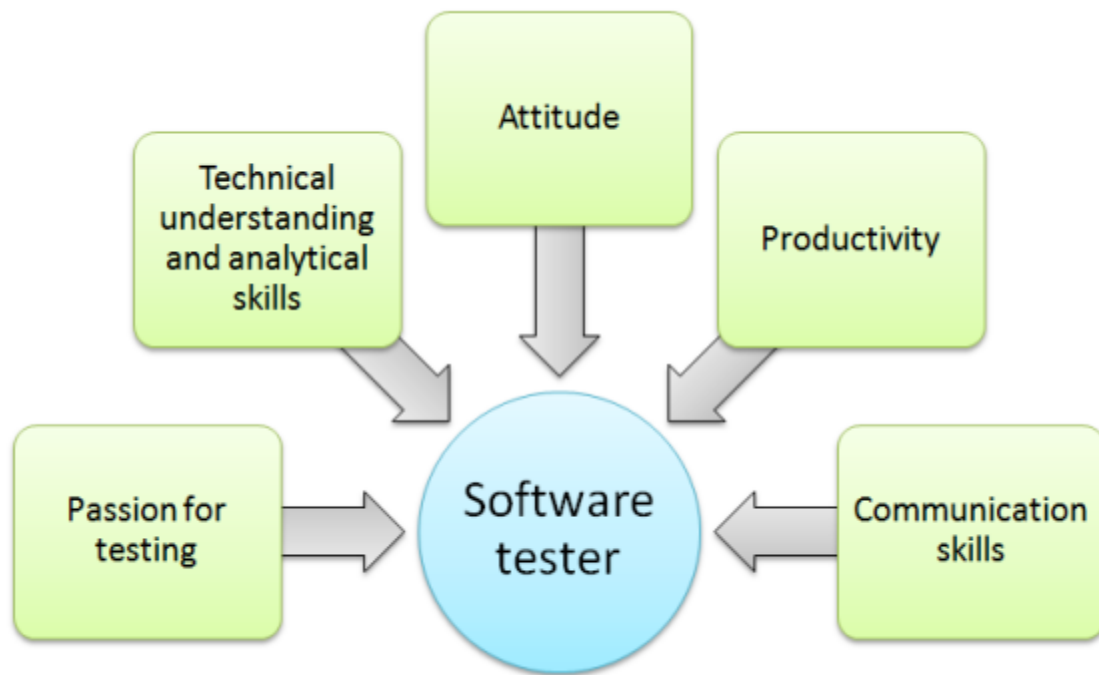 Attitude
Technical
understanding
and analytical
skills
Productivity
Passion for
testing
Software
tester
Communication
skills